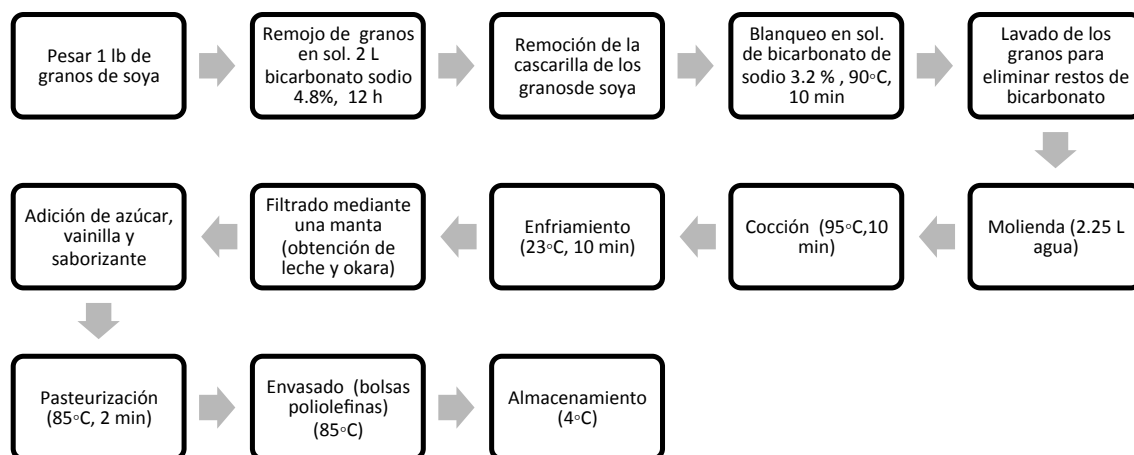 Pesar 1 lb de
granos de soya
Remojo de granos
en sol. 2 L
bicarbonato sodio
4.8%, 12 h
Remoción de la
cascarilla de los
granosde soya
Blanqueo en sol.
de bicarbonato de
sodio 3.2 % , 90◦C,
10 min
Lavado de los
granos para
eliminar restos de
bicarbonato
Molienda (2.25 L
agua)
Cocción (95◦C,10
min)
Enfriamiento
(23◦C, 10 min)
Filtrado mediante
una manta
(obtención de
leche y okara)
Adición de azúcar,
vainilla y
saborizante
Pasteurización
(85◦C, 2 min)
Envasado (bolsas
poliolefinas)
(85◦C)
Almacenamiento
(4◦C)